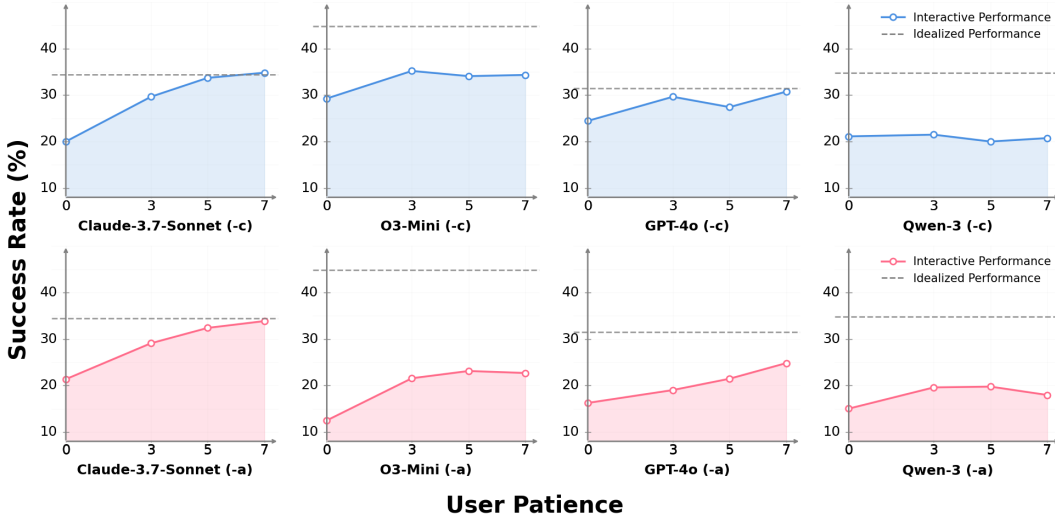 Success Rate (%)
40
30
20
10
0 3 5 7
Claude-3.7-Sonnet (-c)
0 3 5 7
O3-Mini (-c)
40
30
20
10
0 3 5 7
GPT-4o (-c)
40
30
20
10
Interactive Performance
Idealized Performance
0 3 5 7
Qwen-3 (-c)
40
30
20
10
40
30
20
10
0 3 5 7
Claude-3.7-Sonnet (-a)
40
30
20
10
0 3 5 7
O3-Mini (-a)
40
30
20
10
0 3 5 7
GPT-4o (-a)
40
30
20
10
Interactive Performance
Idealized Performance
0 3 5 7
Qwen-3 (-a)
User Patience